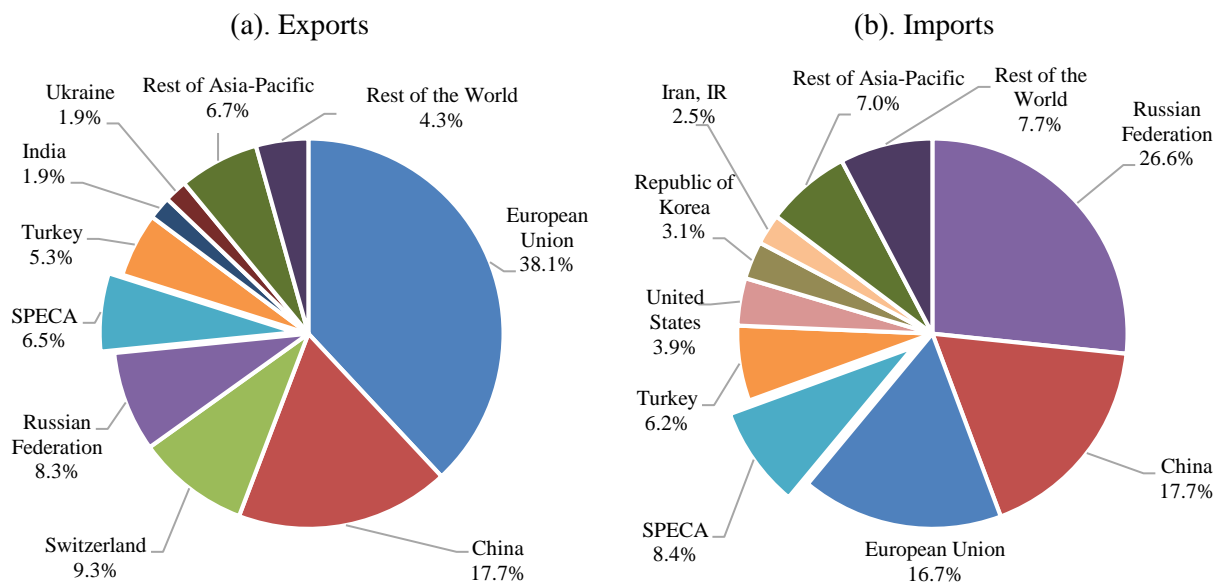 (a). Exports
Rest of Asia-Pacific
6.7%
Rest of the World
4.3%
European
Union
38.1%
China
17.7%
Switzerland
9.3%
Russian
Federation
8.3%
SPECA
6.5%
Turkey
5.3%
India
1.9%
Ukraine
1.9%
(b). Imports
Rest of the
World
7.7%
Russian
Federation
26.6%
China
17.7%
European Union
16.7%
SPECA
8.4%
Turkey
6.2%
United
States
3.9%
Republic of
Korea
3.1%
Iran, IR
2.5%
Rest of Asia-Pacific
7.0%